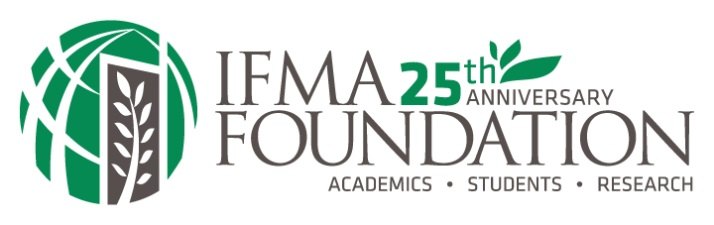 IFMA 25th
ANNIVERSARY
FOUNDATION
ACADEMICS • STUDENTS • RESEARCH